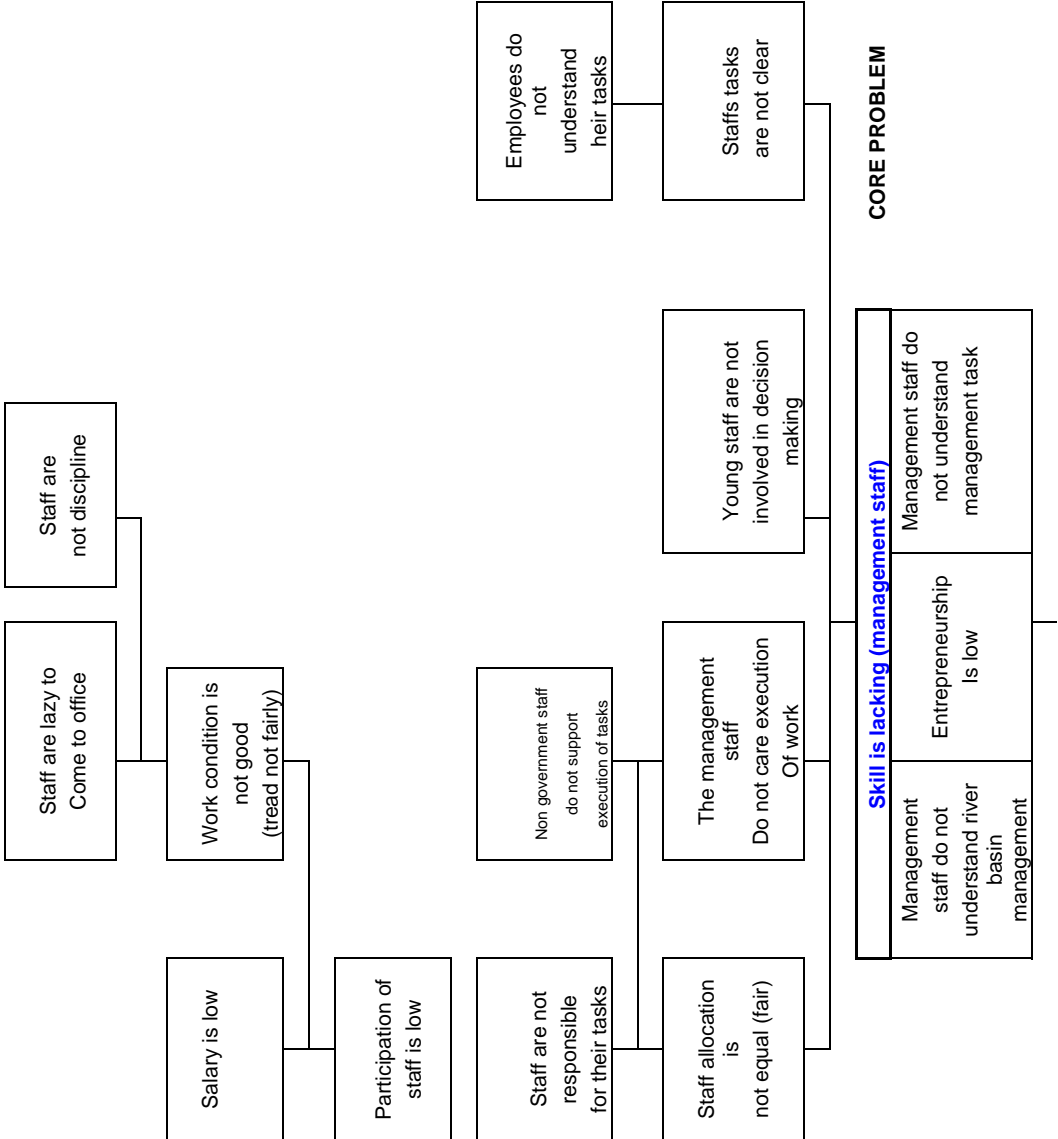 Staff are lazy to
Come to office
Staff are
not discipline
Salary is low
Work condition is
not good
(tread not fairly)
Participation of
staff is low
Staff are not
responsible
for their tasks
Non government staff
do not support
execution of tasks
Employees do
not
understand
heir tasks
Staff allocation
is
not equal (fair)
The management
staff
Do not care execution
Of work
Young staff are not
involved in decision
making
Staffs tasks
are not clear
Skill is lacking (management staff)
CORE PROBLEM
Management
staff do not
understand river
basin
management
Entrepreneurship
Is low
Management staff do
not understand
management task